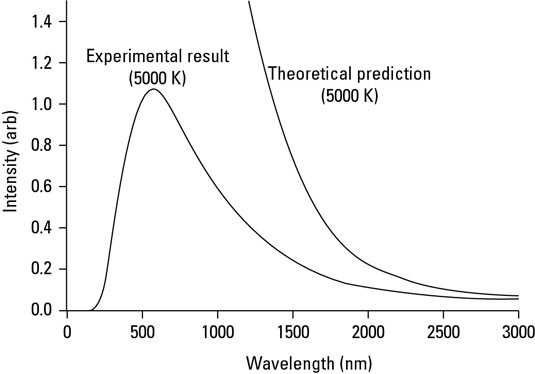 1.4
1.2
Experimental result
(5000 K)
Theoretical prediction
(5000 K)
1.0
0.8
0.6
0.4
0.2
0.0
Intensity (arb)
0 500 1000 1500 2000 2500 3000
Wavelength (nm)